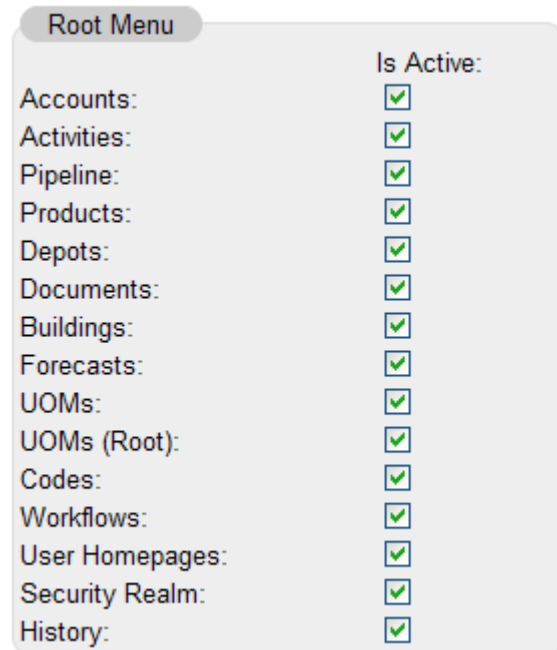 Root Menu
Is Active:
Accounts:
Activities:
Pipeline:
Products:
Depots:
Documents:
Buildings:
Forecasts:
UOMs:
UOMs (Root):
Codes:
Workflows:
User Homepages:
Security Realm:
History: